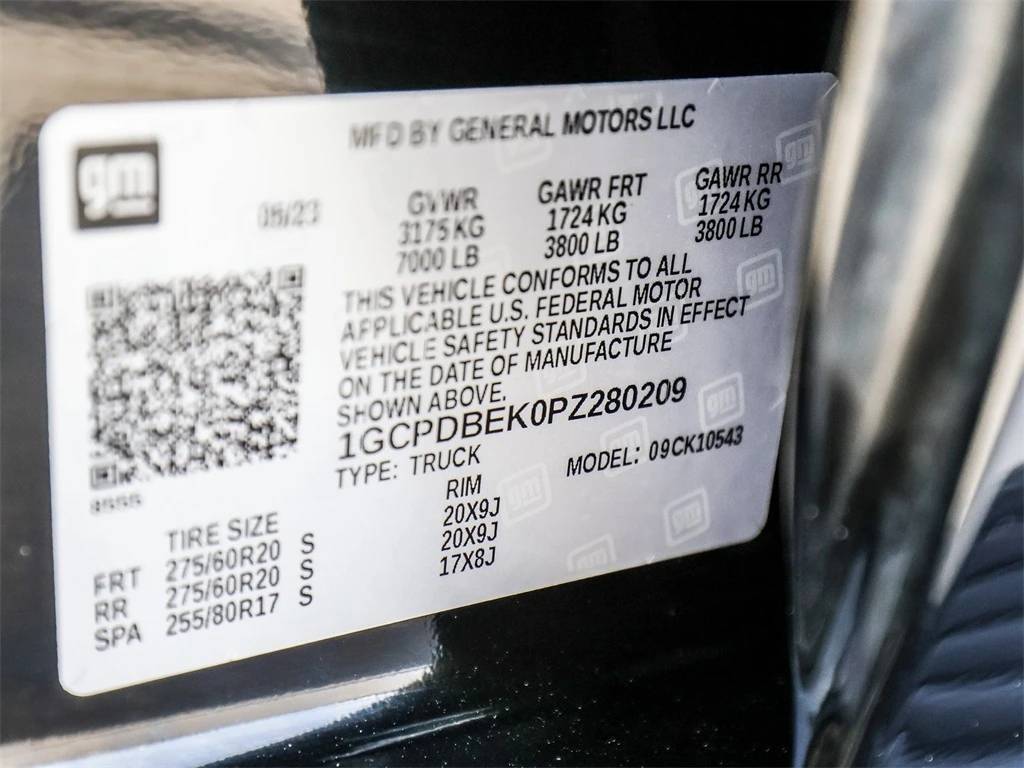 MFD BY GENERAL MOTORS LLC
gm
05/23
GVWR GAWR FRT GAWR RR
3175 KG 1724 KG 1724 KG
7000 LB 3800 LB 3800 LB
THIS VEHICLE CONFORMS TO ALL
APPLICABLE U.S. FEDERAL MOTOR
VEHICLE SAFETY STANDARDS IN EFFECT
ON THE DATE OF MANUFACTURE
SHOWN ABOVE.
1GCPDBEK0PZ280209
TYPE: TRUCK MODEL: 09CK10543
TIRE SIZE RIM
FRT 275/60R20 S 20X9J
RR 275/60R20 S 20X9J
SPA 255/80R17 S 17X8J